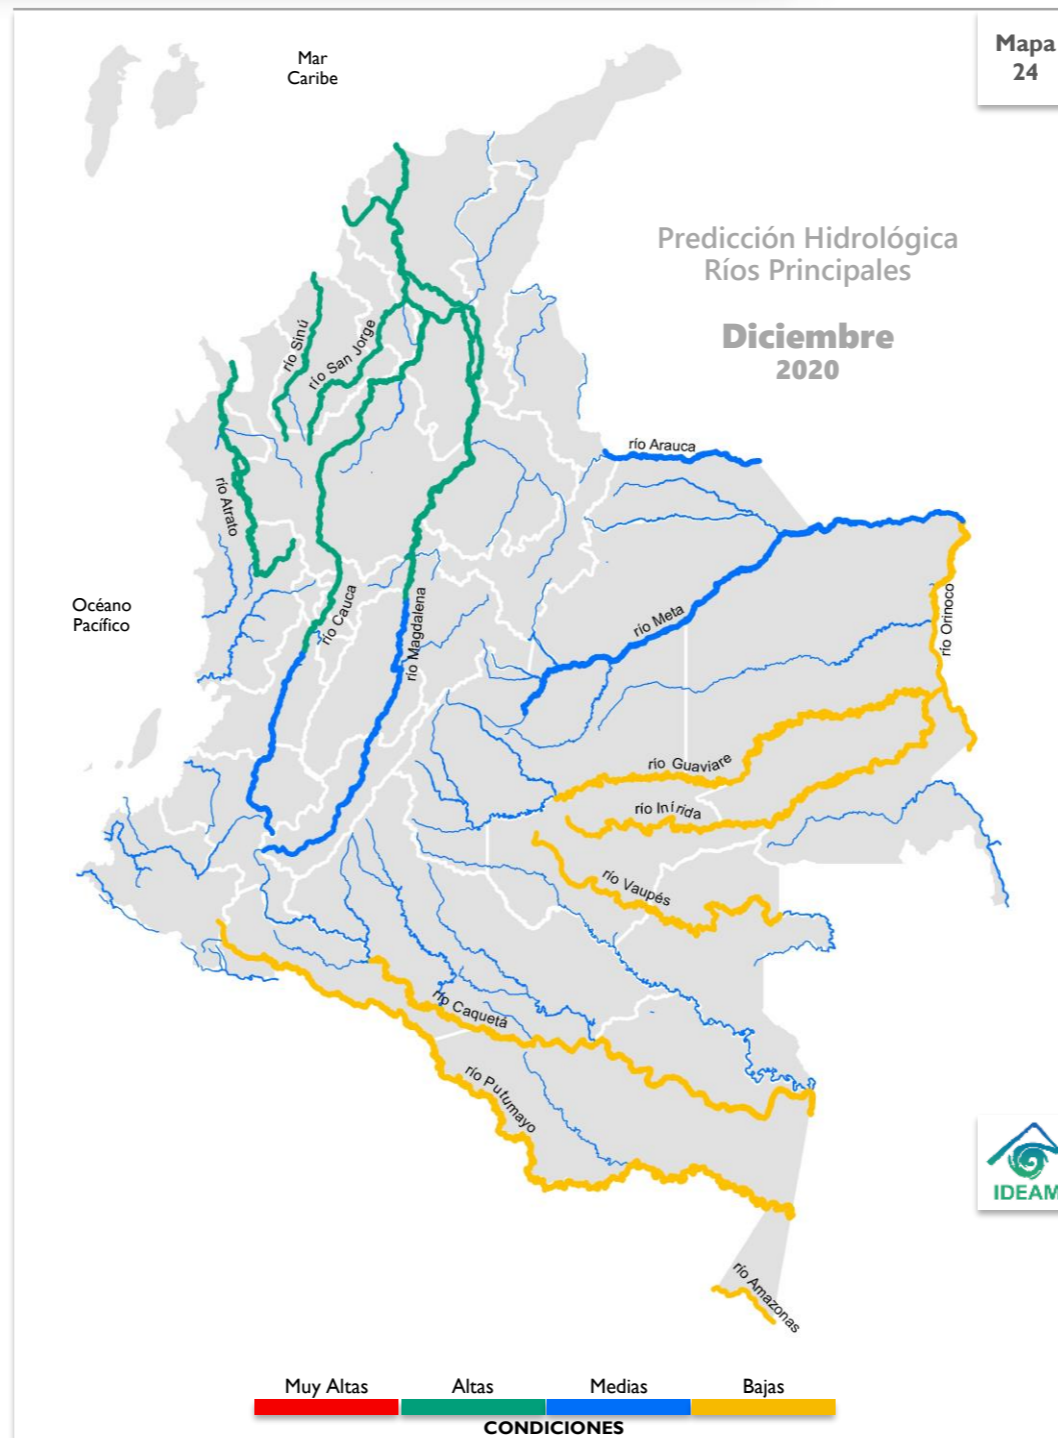 Mar
Caribe
Mapa
24
Predicción Hidrológica
Ríos Principales
Diciembre
2020
río Sinú
río San Jorge
río Arauca
río Atrato
Océano
Pacífico
río Cauca
río Magdalena
río Meta
río Orinoco
río Guaviare
río Inírida
río Vaupés
río Caquetá
río Putumayo
IDEAM
río Amazonas
Muy Altas
Altas
Medias
Bajas
CONDICIONES